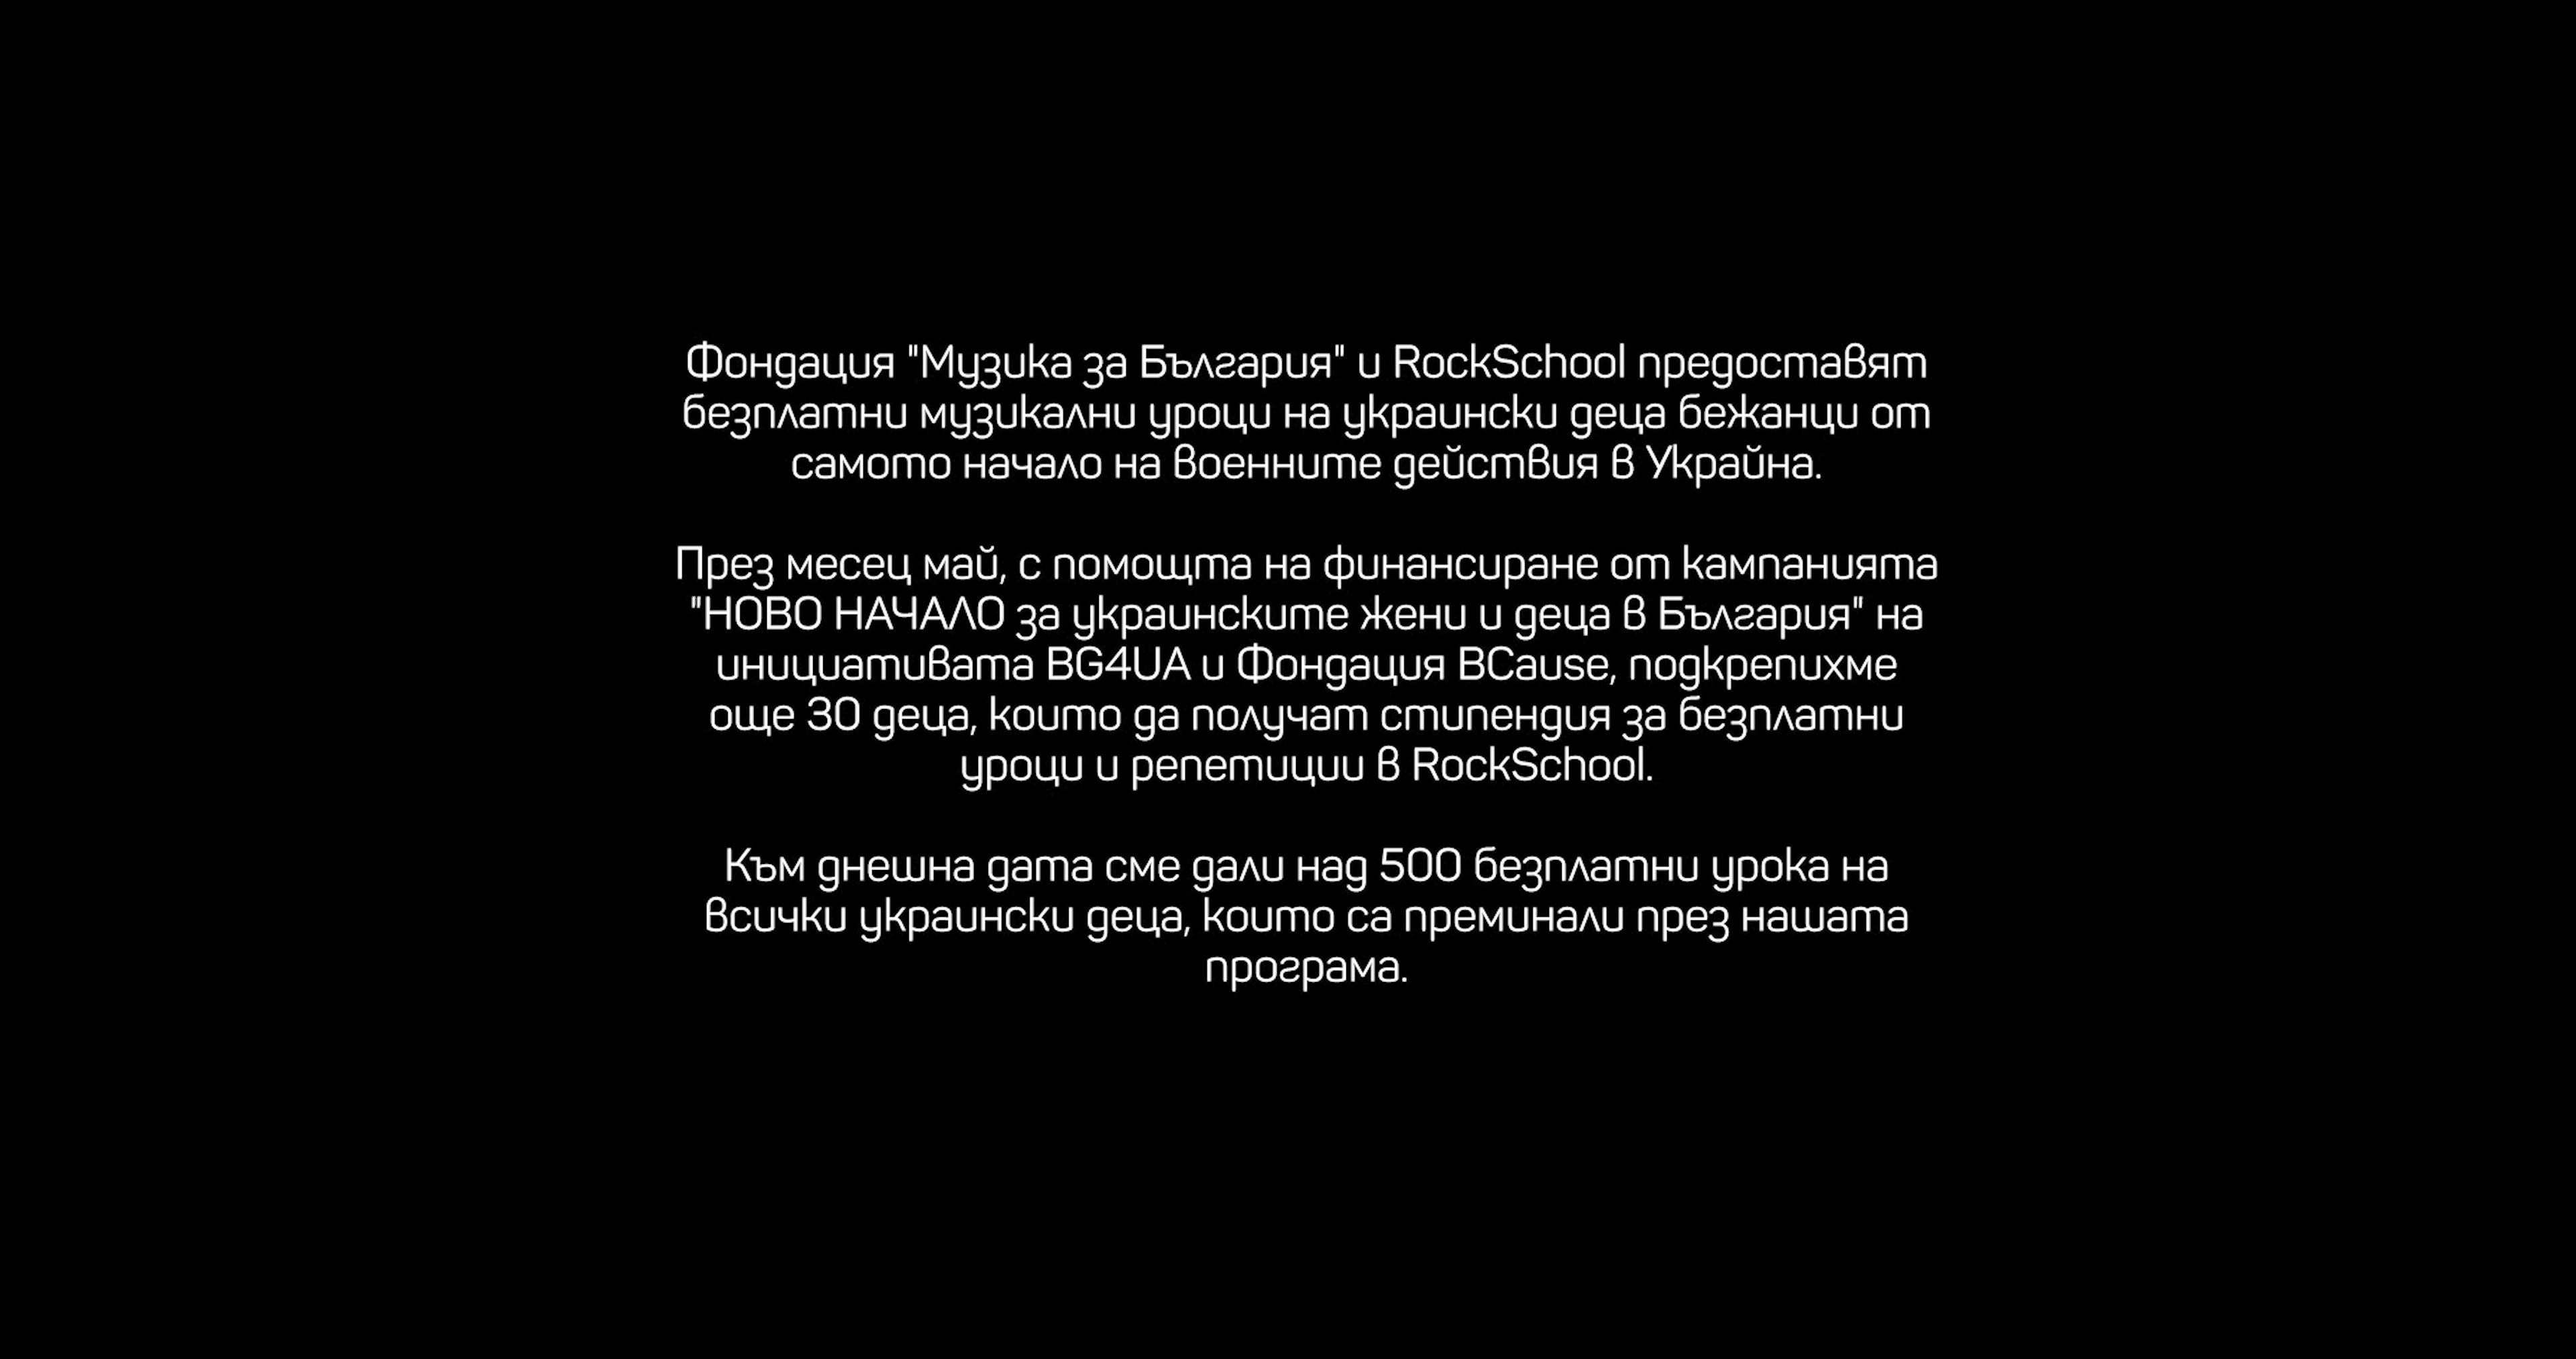 Фондация "Музика за България" и RockSchool предоставят
безплатни музикални уроци на украински деца бежанци от
самото начало на военните действия в Украйна.
През месец май, с помощта на финансиране от кампанията
"НОВО НАЧАЛО за украинските жени и деца в България" на
инициативата BG4UA и Фондация BCause, подкрепихме
още 30 деца, които да получат стипендия за безплатни
уроци и репетиции в RockSchool.
Към днешна дата сме дали над 500 безплатни урока на
всички украински деца, които са преминали през нашата
програма.